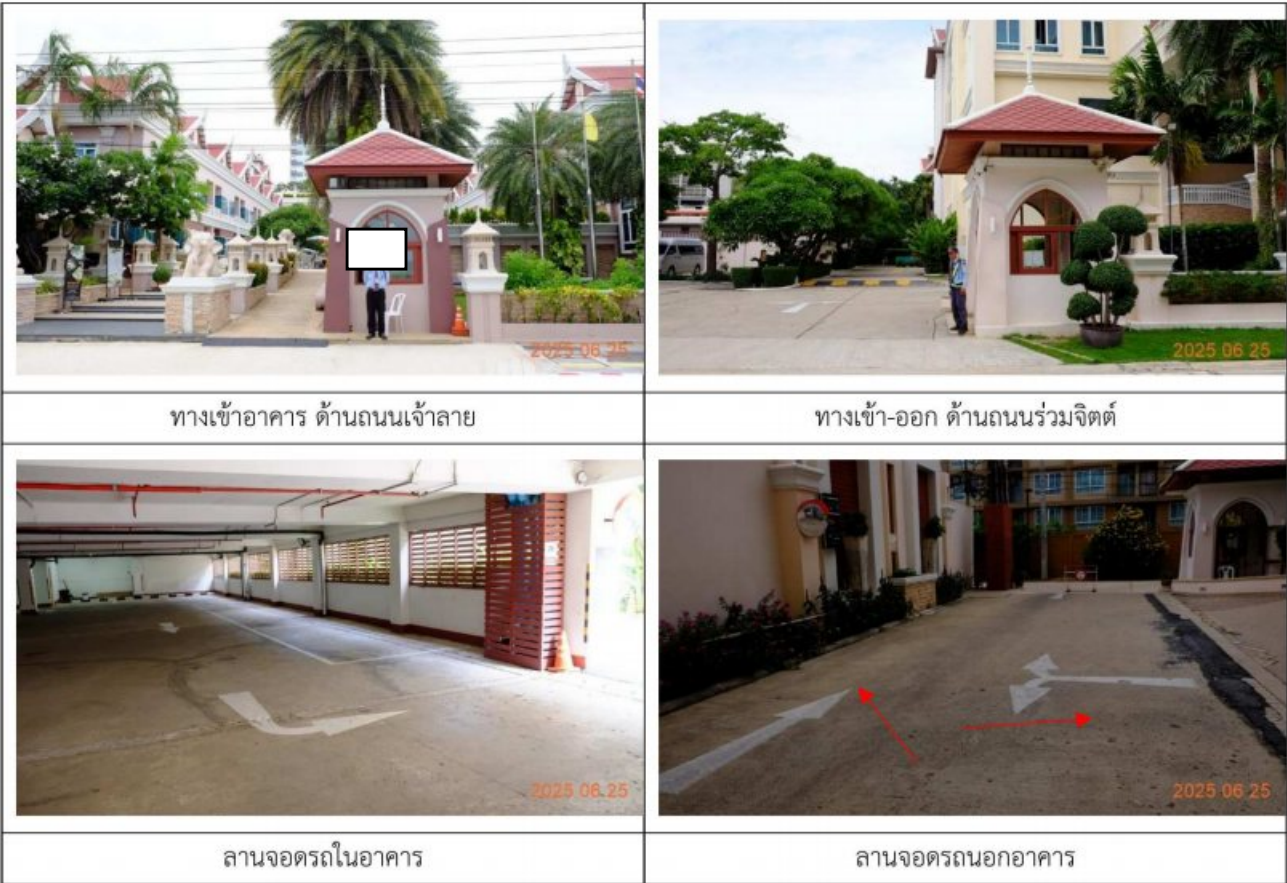 2025 06 25
2025 06 25
ทางเข้าอาคาร ด้านถนนเจ้าลาย
ทางเข้า-ออก ด้านถนนร่วมจิตต์
2025 06 25
2025 06 25
ลานจอดรถในอาคาร
ลานจอดรถนอกอาคาร